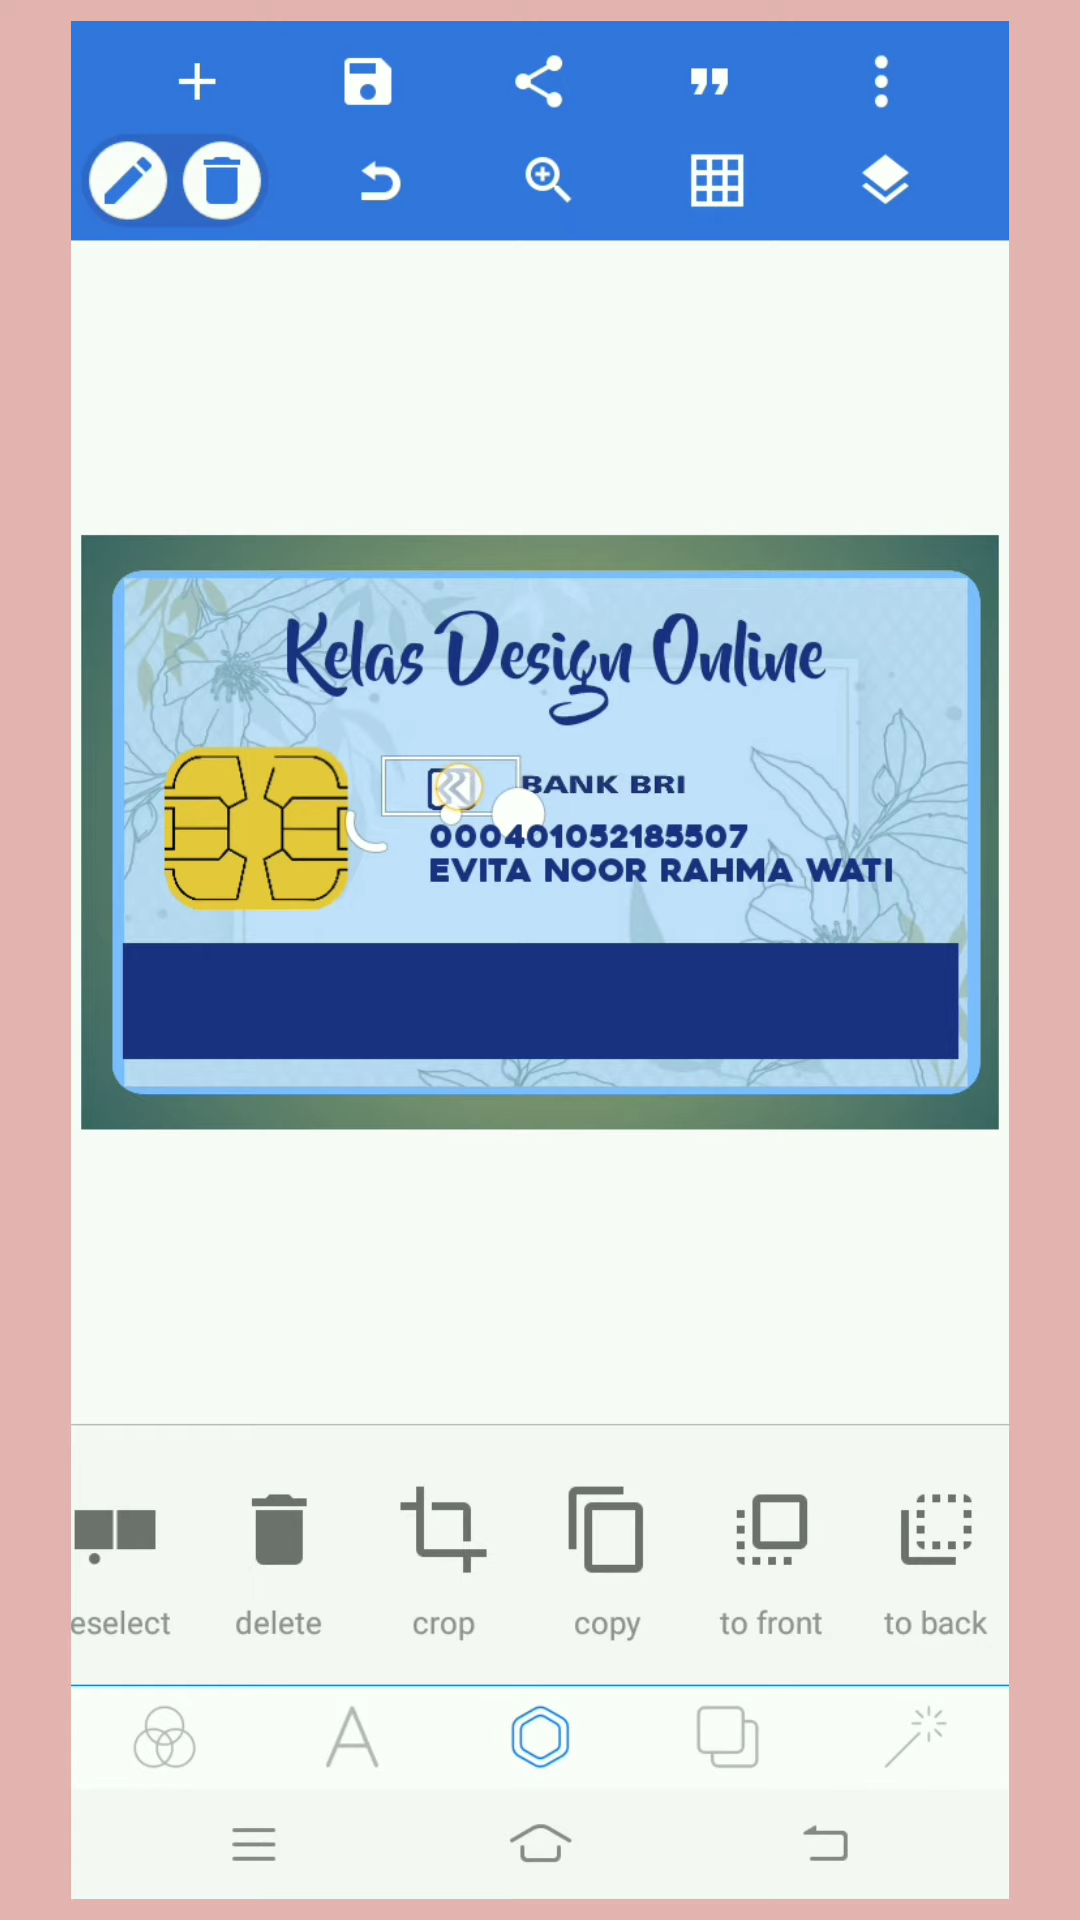 Kelas Design Online
BANK BRI
000401052185507
EVITA NOOR RAHMA WATI
eselect
delete
crop
copy
to front
to back